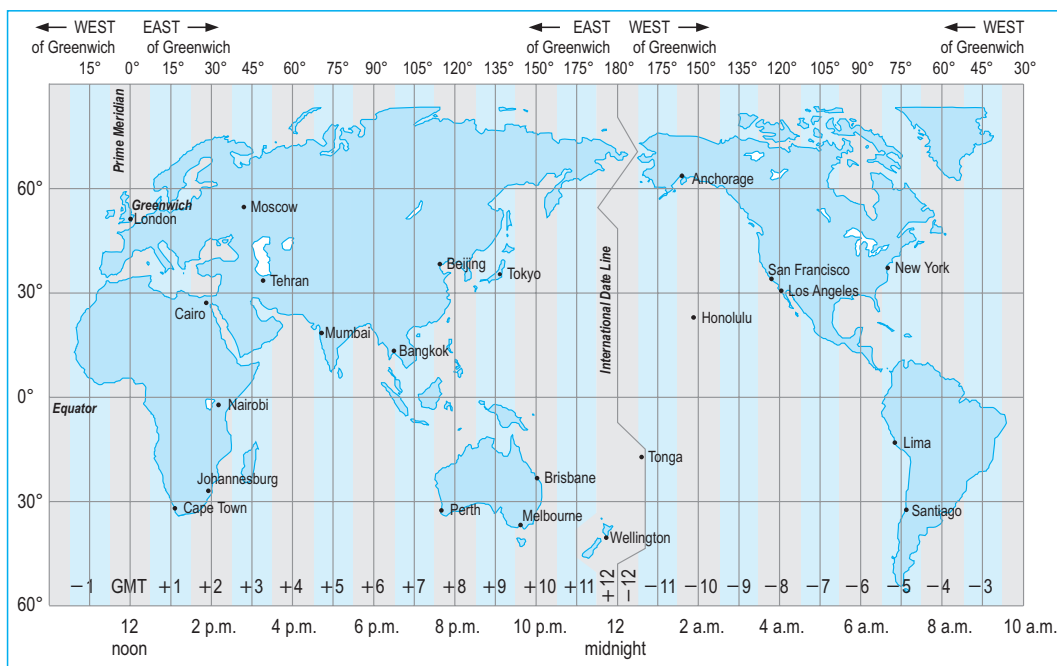 WEST EAST EAST WEST WEST
of Greenwich of Greenwich of Greenwich of Greenwich of Greenwich
15° 0° 15° 30° 45° 60° 75° 90° 105° 120° 135° 150° 175° 180° 175° 150° 135° 120° 105° 90° 75° 60° 45° 30°
Prime Meridian
Anchorage
60°
Greenwich
London
Moscow
Beijing
Tokyo
San Francisco
New York
Tehran
Los Angeles
30°
Cairo
Honolulu
Mumbai
Bangkok
International Date Line
0°
Equator
Nairobi
Lima
Tonga
Johannesburg
Brisbane
30°
Cape Town
Perth
Melbourne
Santiago
Wellington
−1 GMT +1 +2 +3 +4 +5 +6 +7 +8 +9 +10 +11 +12 −12 −11 −10 −9 −8 −7 −6 −5 −4 −3
60°
12 2 p.m. 4 p.m. 6 p.m. 8 p.m. 10 p.m. 12 2 a.m. 4 a.m. 6 a.m. 8 a.m. 10 a.m.
noon midnight